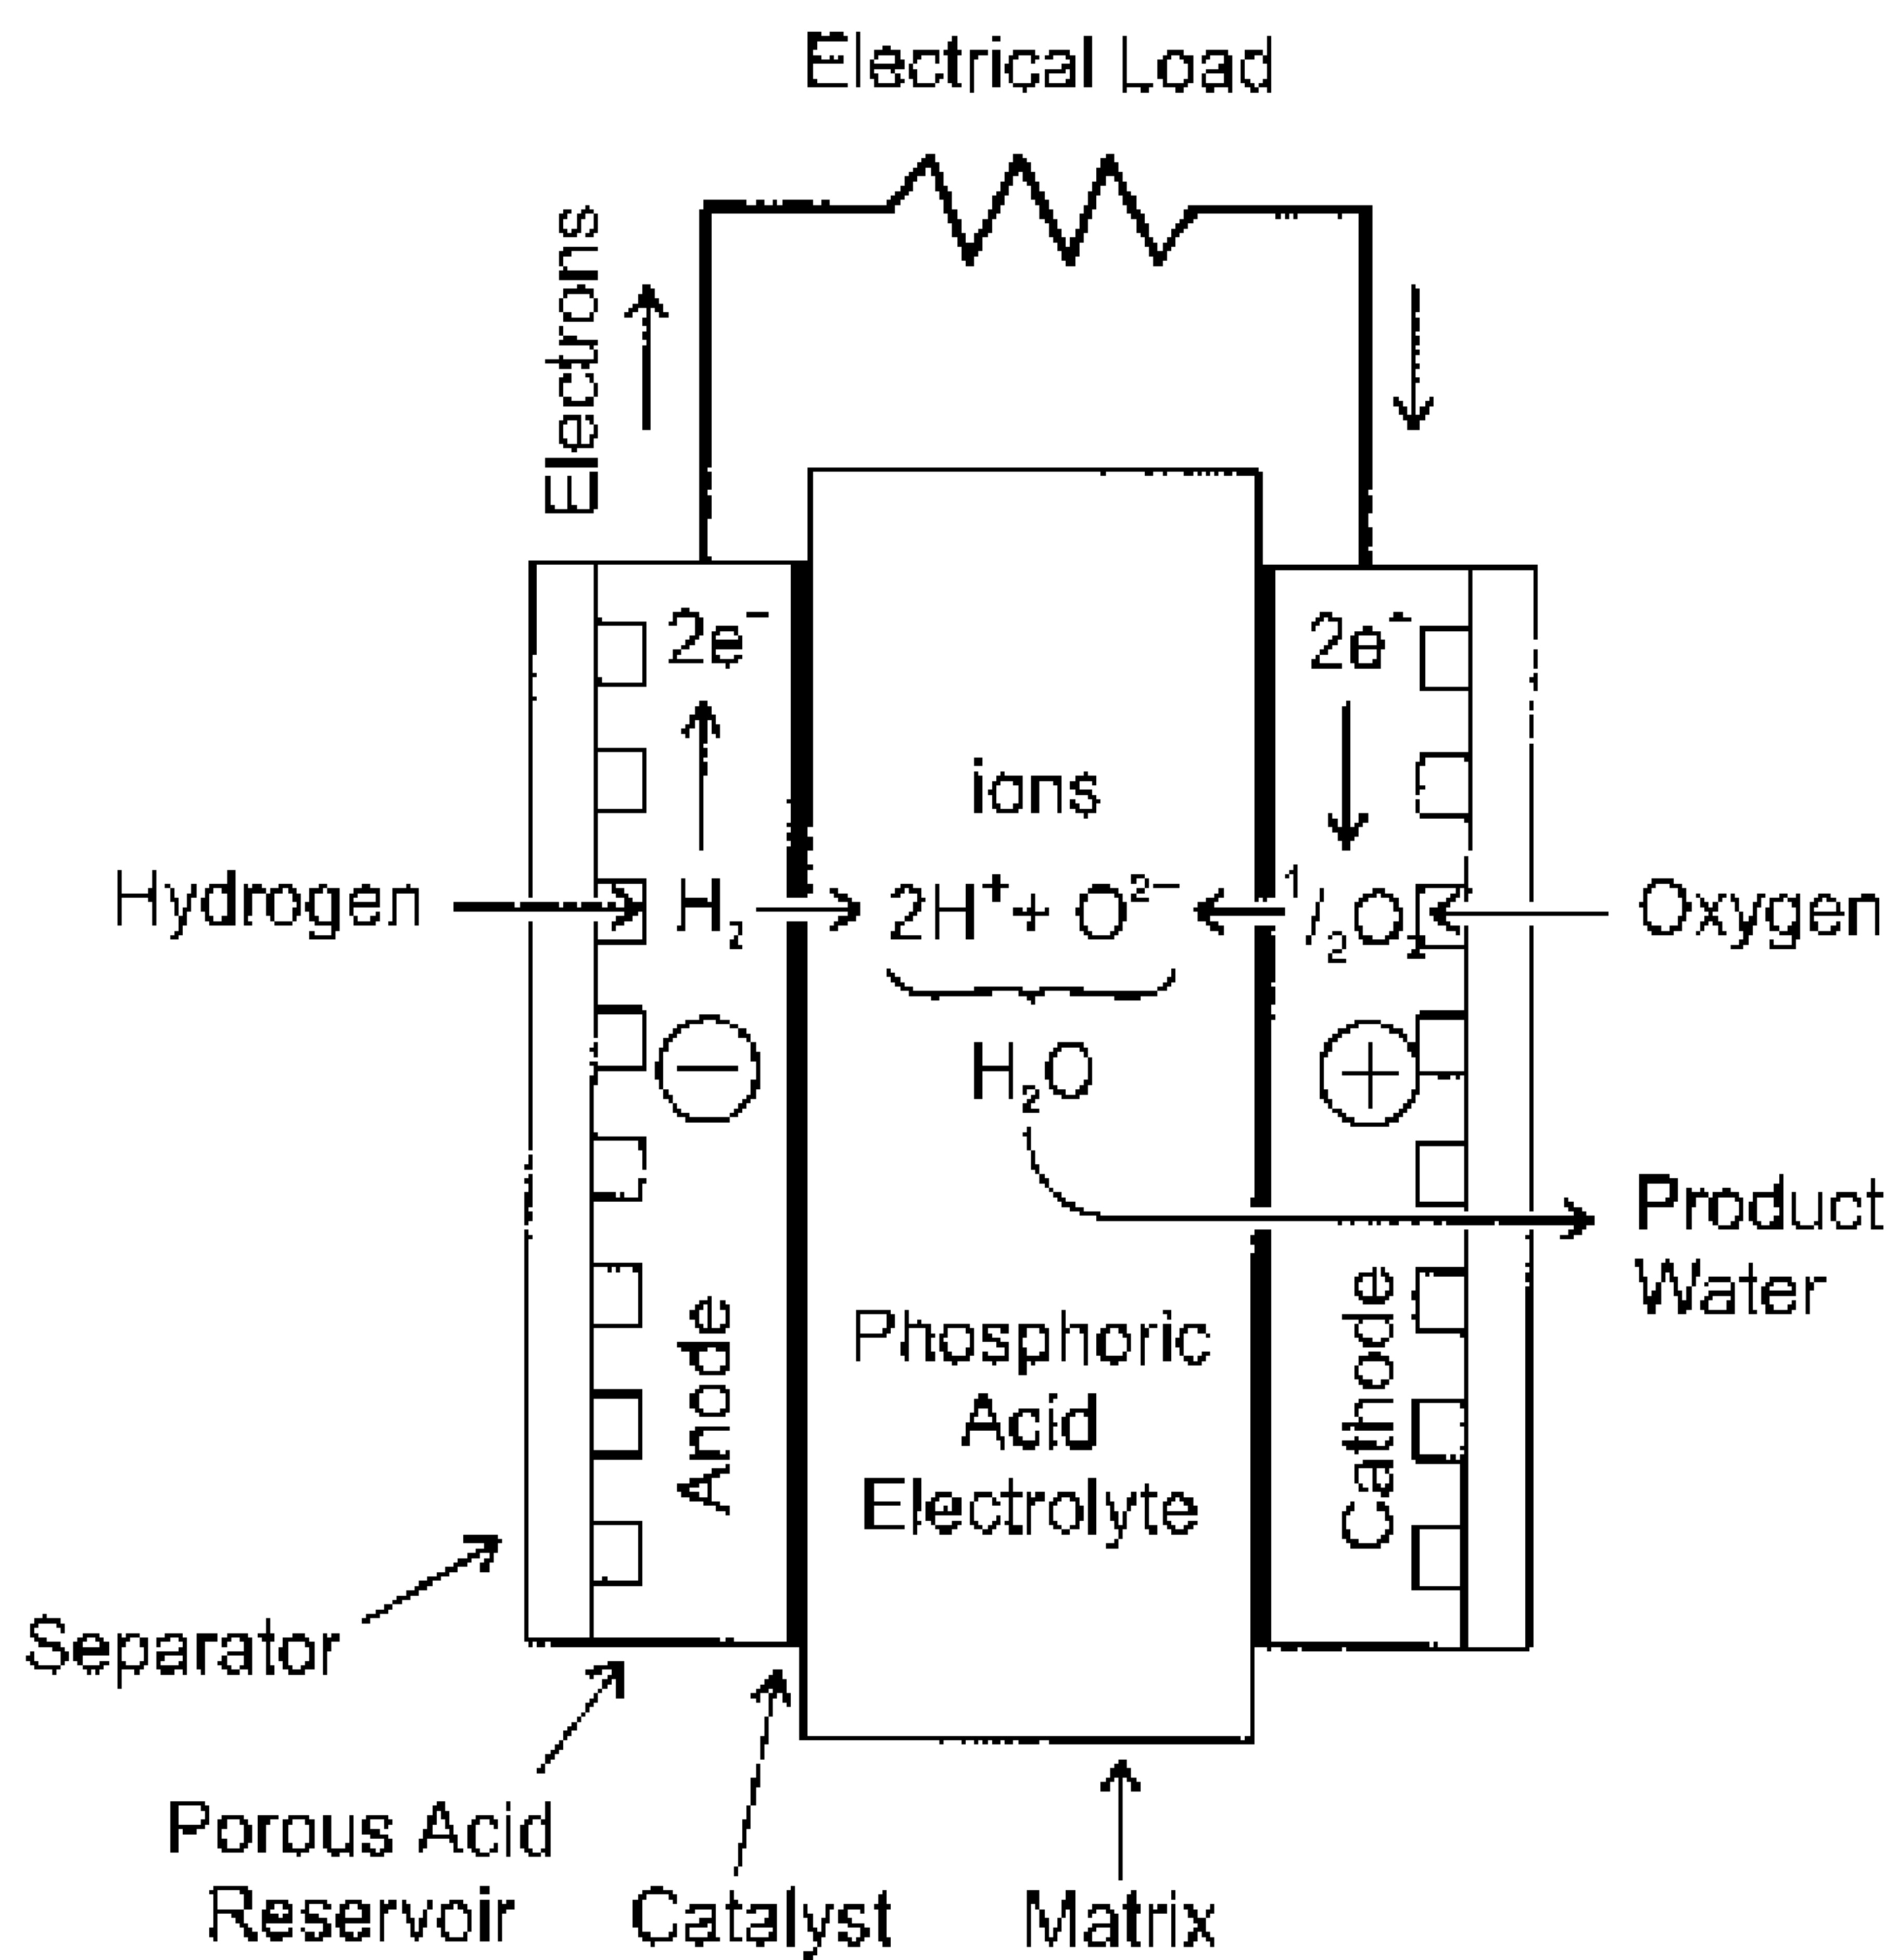 Electrical Load
Electrons
2e⁻
2e⁻
ions
Hydrogen
H₂
2H⁺+ O²⁻
¹/₂O₂
Oxygen
−
H₂O
+
Product
Water
Anode
Phosphoric
Acid
Electrolyte
Cathode
Separator
Porous Acid
Reservoir
Catalyst
Matrix